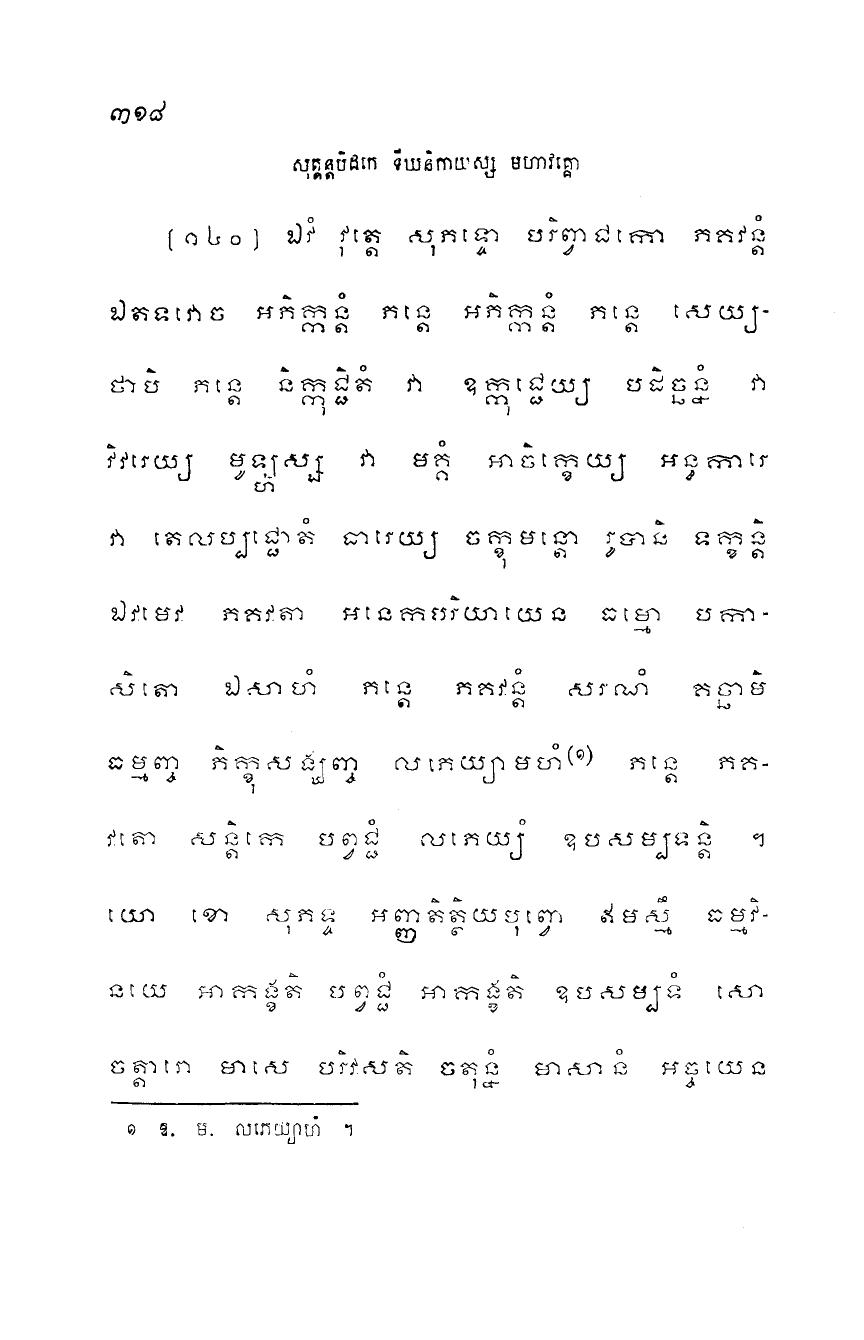 ៣១៨
សុត្តន្តបិដកេ ទីឃនិកាយស្ស មហាវគ្គោ
[១៤០] ឯវំ វុត្តេ សុភទ្ទោ បរិព្វាជកោ ភគវន្តំ
ឯតទវោច អភិក្កន្តំ ភន្តេ អភិក្កន្តំ ភន្តេ សេយ្យ-
ថាបិ ភន្តេ និក្កុជ្ជិតំ វា ឧក្កុជ្ជេយ្យ បដិច្ឆន្នំ វា
វិវរេយ្យ មូឡ្ហស្ស វា មគ្គំ អាចិក្ខេយ្យ អន្ធការេ
វា តេលប្បជ្ជោតំ ធារេយ្យ ចក្ខុមន្តោ រូបានិ ទក្ខន្តិ
ឯវមេវ ភគវតា អនេកបរិយាយេន ធម្មោ បកា-
សិតោ ឯសាហំ ភន្តេ ភគវន្តំ សរណំ គច្ឆាមិ
ធម្មញ្ច ភិក្ខុសង្ឃញ្ច លភេយ្យាមហំ(១) ភន្តេ ភគ-
វតោ សន្តិកេ បព្វជ្ជំ លភេយ្យំ ឧបសម្បទន្តិ ។
យោ ខោ សុភទ្ទ អញ្ញតិត្ថិយបុព្វោ ឥមស្មឹ ធម្មវិ-
នយេ អាកង្ខតិ បព្វជ្ជំ អាកង្ខតិ ឧបសម្បទំ សោ
ចត្តារោ មាសេ បរិវសតិ ចតុន្នំ មាសានំ អច្ចយេន
១ ឱ. ម. លភេយ្យាហំ ។